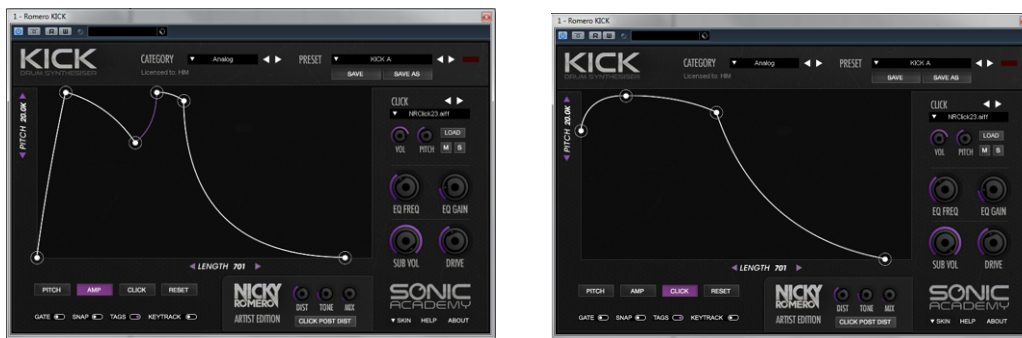 1 - Romero KICK
R W
KICK
DRUM SYNTHESISER
CATEGORY ▼ Analog ◀ ▶ PRESET ▼ KICK A ◀ ▶
Licensed to: HIM
SAVE SAVE AS
PITCH 20.0K
CLICK ◀ ▶
▼ NRClick23.aiff
LOAD
VOL PITCH M S
EQ FREQ EQ GAIN
SUB VOL DRIVE
◀ LENGTH 701 ▶
PITCH AMP CLICK RESET
GATE SNAP TAGS KEYTRACK
NICKY
ROMERO
ARTIST EDITION
DIST TONE MIX
CLICK POST DIST
SONIC
ACADEMY
▼ SKIN HELP ABOUT
1 - Romero KICK
R W
KICK
DRUM SYNTHESISER
CATEGORY ▼ Analog ◀ ▶ PRESET ▼ KICK A ◀ ▶
Licensed to: HIM
SAVE SAVE AS
PITCH 20.0K
CLICK ◀ ▶
▼ NRClick23.aiff
LOAD
VOL PITCH M S
EQ FREQ EQ GAIN
SUB VOL DRIVE
◀ LENGTH 701 ▶
PITCH AMP CLICK RESET
GATE SNAP TAGS KEYTRACK
NICKY
ROMERO
ARTIST EDITION
DIST TONE MIX
CLICK POST DIST
SONIC
ACADEMY
▼ SKIN HELP ABOUT